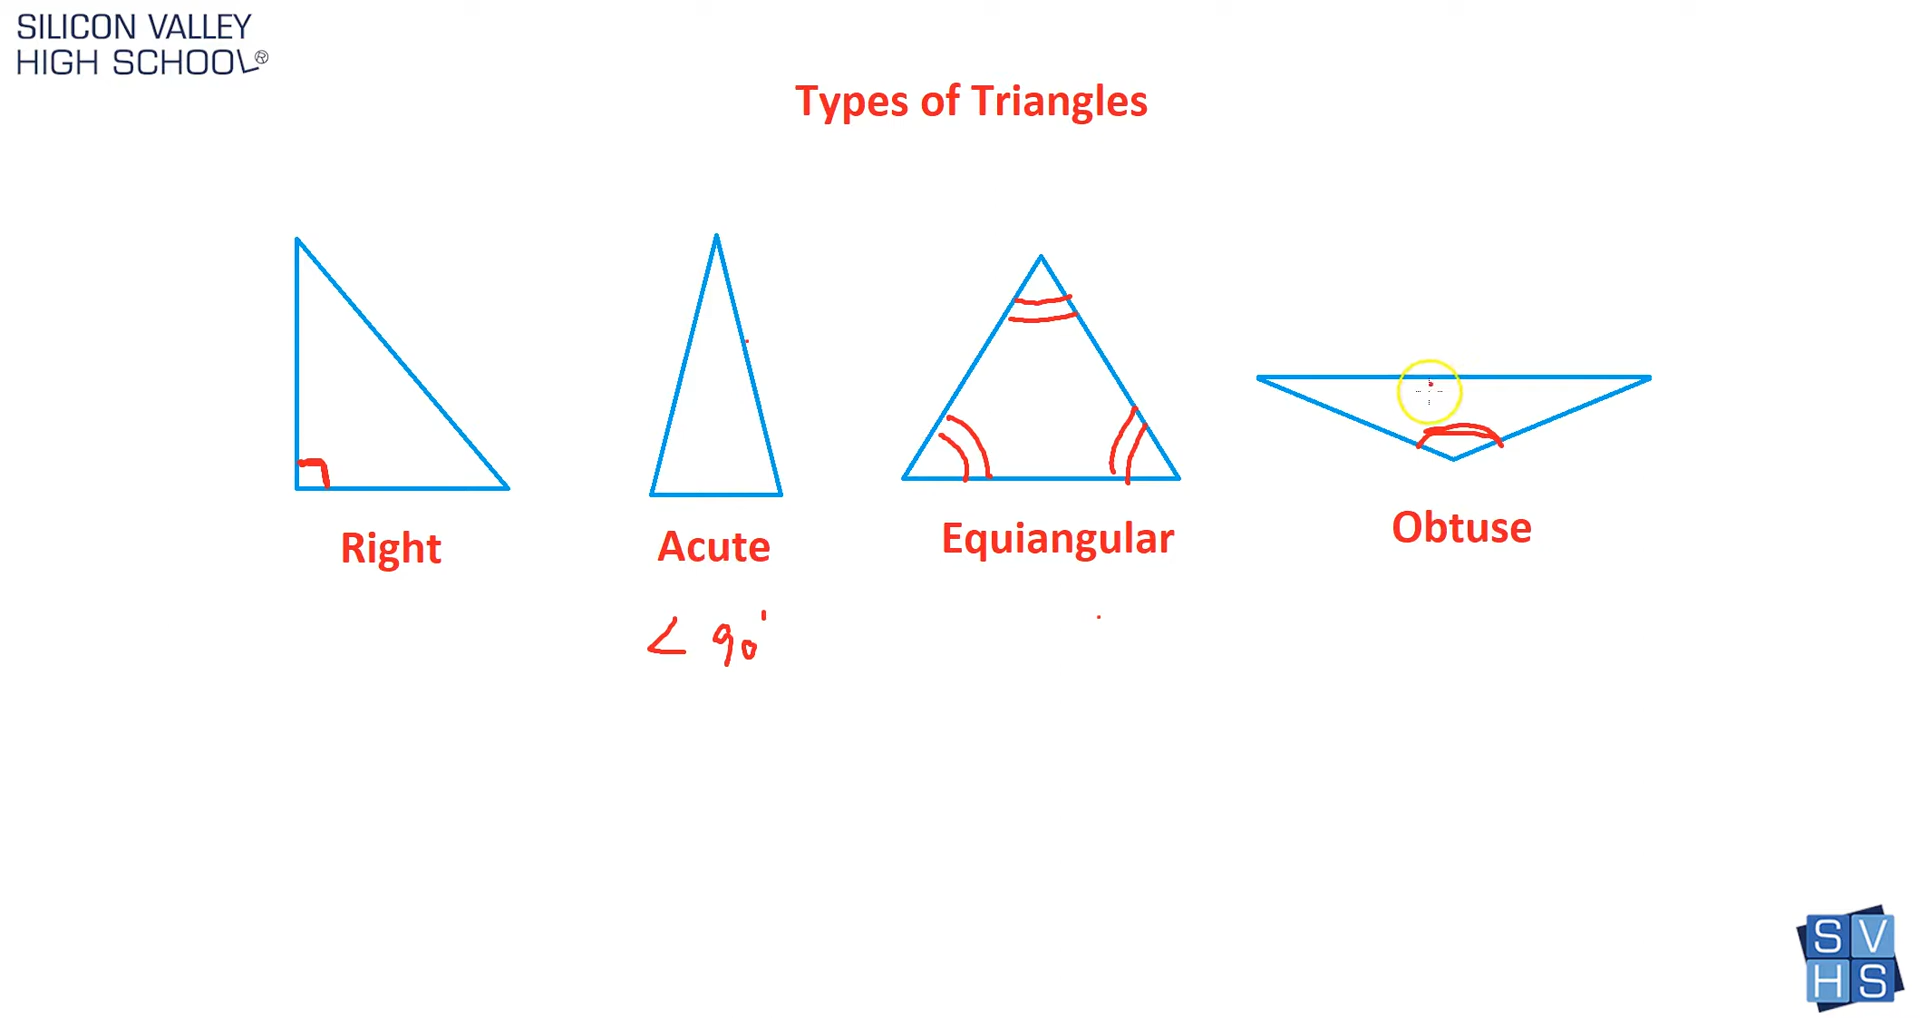 SILICON VALLEY
HIGH SCHOOL®
Types of Triangles
Right
Acute
Equiangular
Obtuse
< 90°
SV
HS